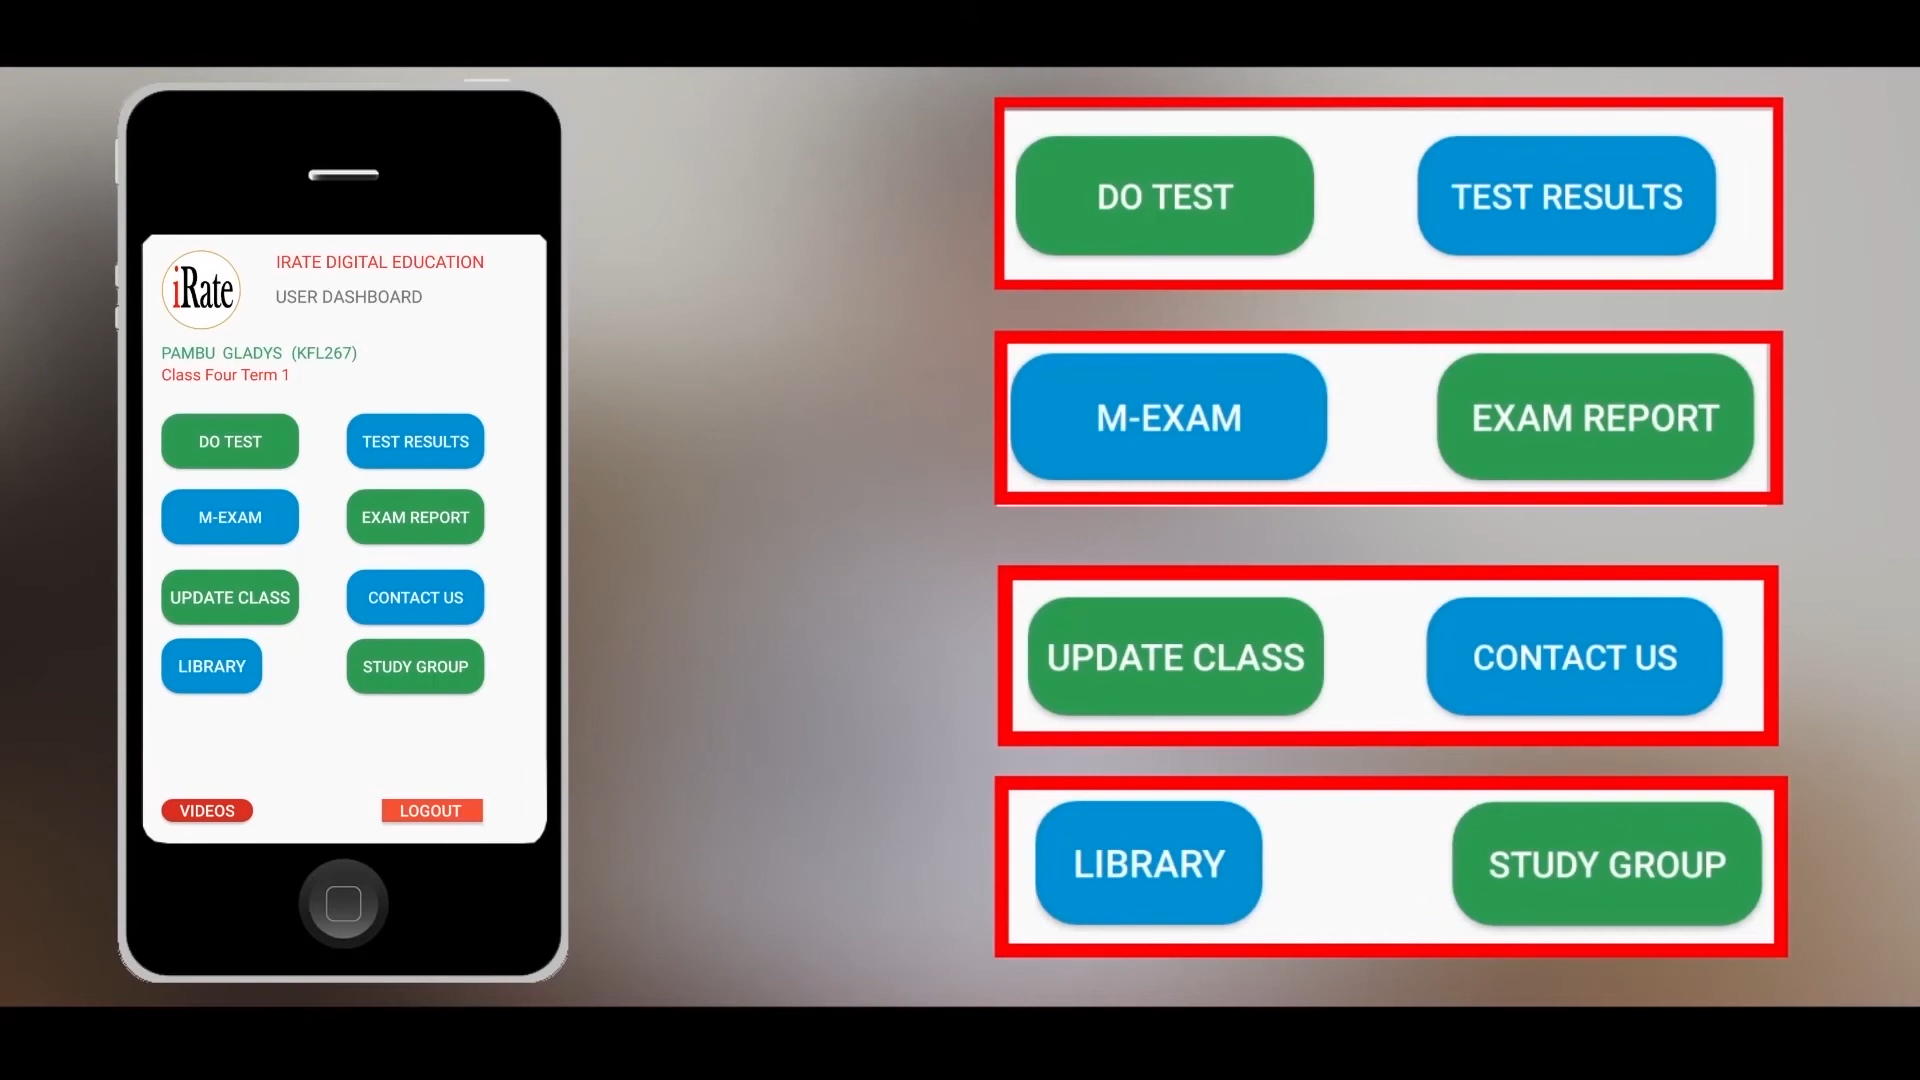 iRate
IRATE DIGITAL EDUCATION
USER DASHBOARD
PAMBU GLADYS (KFL267)
Class Four Term 1
DO TEST
TEST RESULTS
M-EXAM
EXAM REPORT
UPDATE CLASS
CONTACT US
LIBRARY
STUDY GROUP
VIDEOS
LOGOUT
DO TEST
TEST RESULTS
M-EXAM
EXAM REPORT
UPDATE CLASS
CONTACT US
LIBRARY
STUDY GROUP